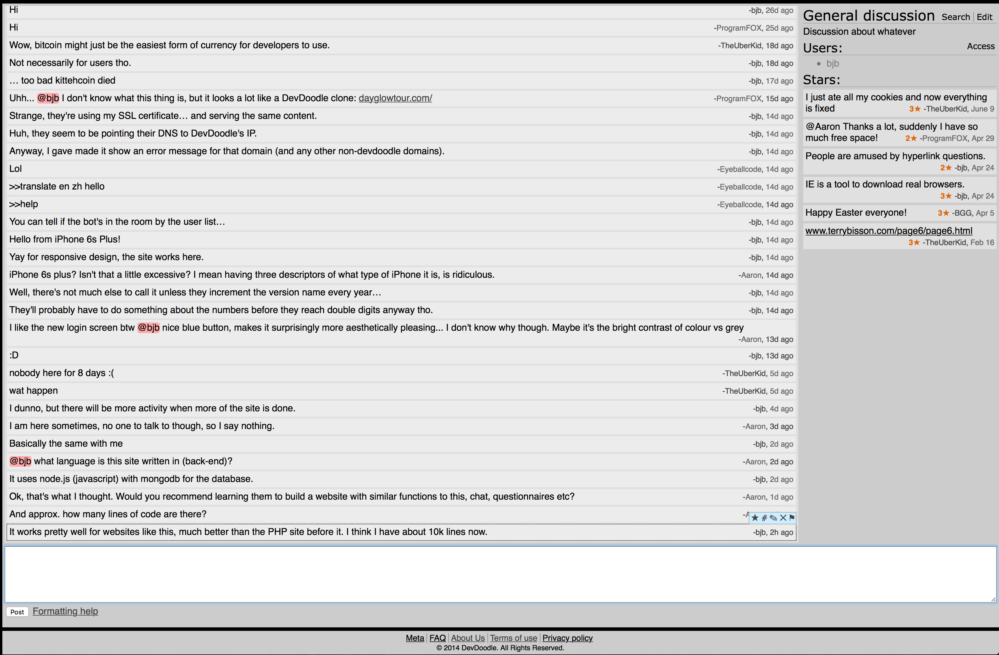 Hi -bjb, 26d ago
Hi -ProgramFOX, 25d ago
Wow, bitcoin might just be the easiest form of currency for developers to use. -TheUberKid, 18d ago
Not necessarily for users tho. -bjb, 18d ago
… too bad kittehcoin died -bjb, 17d ago
Uhh... @bjb I don't know what this thing is, but it looks a lot like a DevDoodle clone: dayglowtour.com/ -ProgramFOX, 15d ago
Strange, they're using my SSL certificate… and serving the same content. -bjb, 14d ago
Huh, they seem to be pointing their DNS to DevDoodle's IP. -bjb, 14d ago
Anyway, I gave made it show an error message for that domain (and any other non-devdoodle domains). -bjb, 14d ago
Lol -Eyeballcode, 14d ago
>>translate en zh hello -Eyeballcode, 14d ago
>>help -Eyeballcode, 14d ago
You can tell if the bot's in the room by the user list… -bjb, 14d ago
Hello from iPhone 6s Plus! -bjb, 14d ago
Yay for responsive design, the site works here. -bjb, 14d ago
iPhone 6s plus? Isn't that a little excessive? I mean having three descriptors of what type of iPhone it is, is ridiculous. -Aaron, 14d ago
Well, there's not much else to call it unless they increment the version name every year… -bjb, 14d ago
They'll probably have to do something about the numbers before they reach double digits anyway tho. -bjb, 14d ago
I like the new login screen btw @bjb nice blue button, makes it surprisingly more aesthetically pleasing... I don't know why though. Maybe it's the bright contrast of colour vs grey
-Aaron, 13d ago
:D -bjb, 13d ago
nobody here for 8 days :( -TheUberKid, 5d ago
wat happen -TheUberKid, 5d ago
I dunno, but there will be more activity when more of the site is done. -bjb, 4d ago
I am here sometimes, no one to talk to though, so I say nothing. -Aaron, 3d ago
Basically the same with me -bjb, 2d ago
@bjb what language is this site written in (back-end)? -Aaron, 2d ago
It uses node.js (javascript) with mongodb for the database. -bjb, 2d ago
Ok, that's what I thought. Would you recommend learning them to build a website with similar functions to this, chat, questionnaires etc? -Aaron, 1d ago
And approx. how many lines of code are there?
★ # ✎ ✕ ⚑
It works pretty well for websites like this, much better than the PHP site before it. I think I have about 10k lines now. -bjb, 2h ago
Post Formatting help
General discussion Search | Edit
Discussion about whatever
Users: Access
• bjb
Stars:
I just ate all my cookies and now everything
is fixed 3★ -TheUberKid, June 9
@Aaron Thanks a lot, suddenly I have so
much free space! 2★ -ProgramFOX, Apr 29
People are amused by hyperlink questions.
2★ -bjb, Apr 24
IE is a tool to download real browsers.
3★ -bjb, Apr 24
Happy Easter everyone! 3★ -BGG, Apr 5
www.terrybisson.com/page6/page6.html
3★ -TheUberKid, Feb 16
Meta | FAQ | About Us | Terms of use | Privacy policy
© 2014 DevDoodle. All Rights Reserved.